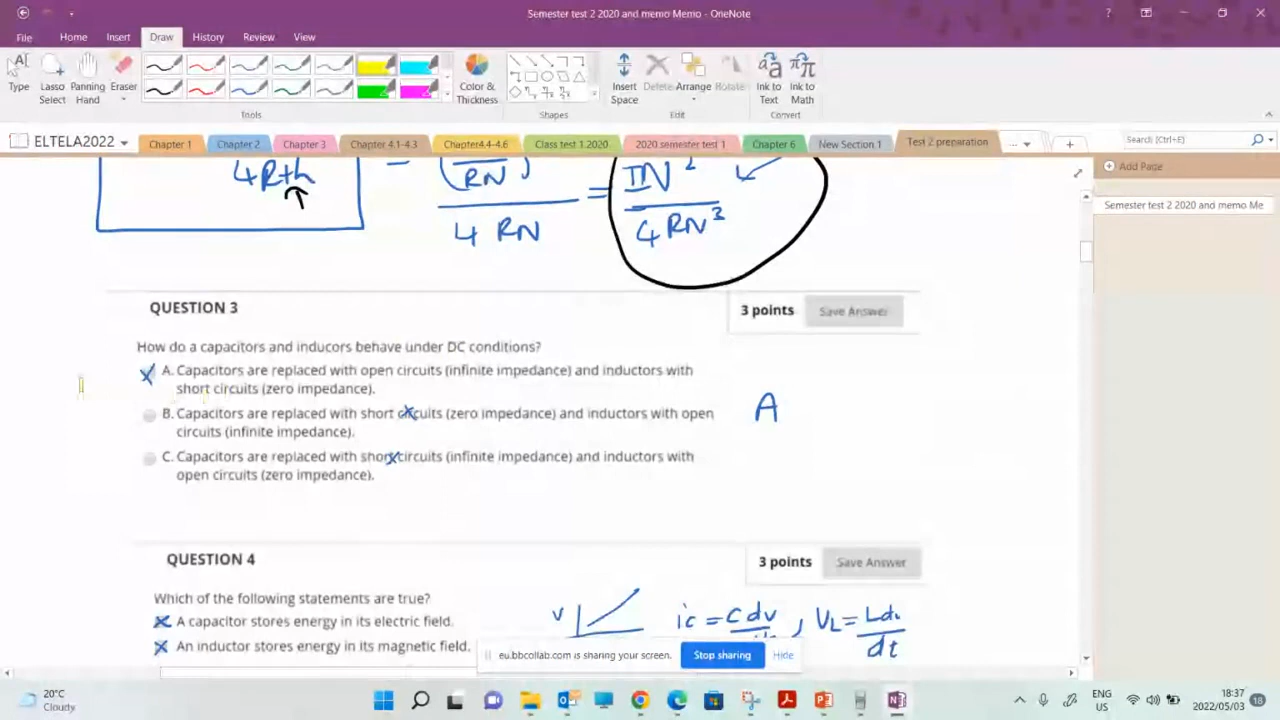 Semester test 2 2020 and memo Memo - OneNote
File Home Insert Draw History Review View
Type Lasso Select Panning Hand Eraser Color & Thickness Insert Space Delete Arrange Rotate Ink to Text Ink to Math
Tools Shapes Edit Convert
ELTELA2022 Chapter 1 Chapter 2 Chapter 3 Chapter 4.1-4.3 Chapter4.4-4.6 Class test 1.2020 2020 semester test 1 Chapter 6 New Section 1 Test 2 preparation ... + Search (Ctrl+E)
Add Page
Semester test 2 2020 and memo Me
4Rth = (RN) = IN²
4 RN 4RN³
QUESTION 3 3 points Save Answer
How do a capacitors and inducors behave under DC conditions?
A. Capacitors are replaced with open circuits (infinite impedance) and inductors with
short circuits (zero impedance).
A
B. Capacitors are replaced with short circuits (zero impedance) and inductors with open
circuits (infinite impedance).
C. Capacitors are replaced with short circuits (infinite impedance) and inductors with
open circuits (zero impedance).
QUESTION 4 3 points Save Answer
Which of the following statements are true?
A capacitor stores energy in its electric field.
An inductor stores energy in its magnetic field.
V ic = C dv , VL = L di
dt
eu.bbcollab.com is sharing your screen. Stop sharing Hide
20°C
Cloudy
ENG
US
18:37
2022/05/03
18